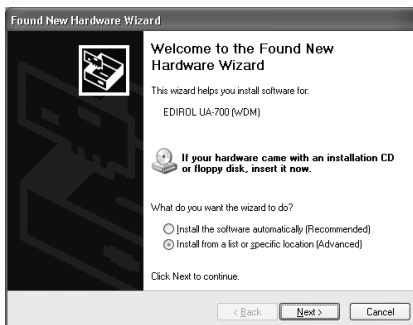 Found New Hardware Wizard
Welcome to the Found New
Hardware Wizard
This wizard helps you install software for:
EDIROL UA-700 (WDM)
If your hardware came with an installation CD
or floppy disk, insert it now.
What do you want the wizard to do?
Install the software automatically (Recommended)
Install from a list or specific location (Advanced)
Click Next to continue.
< Back Next > Cancel